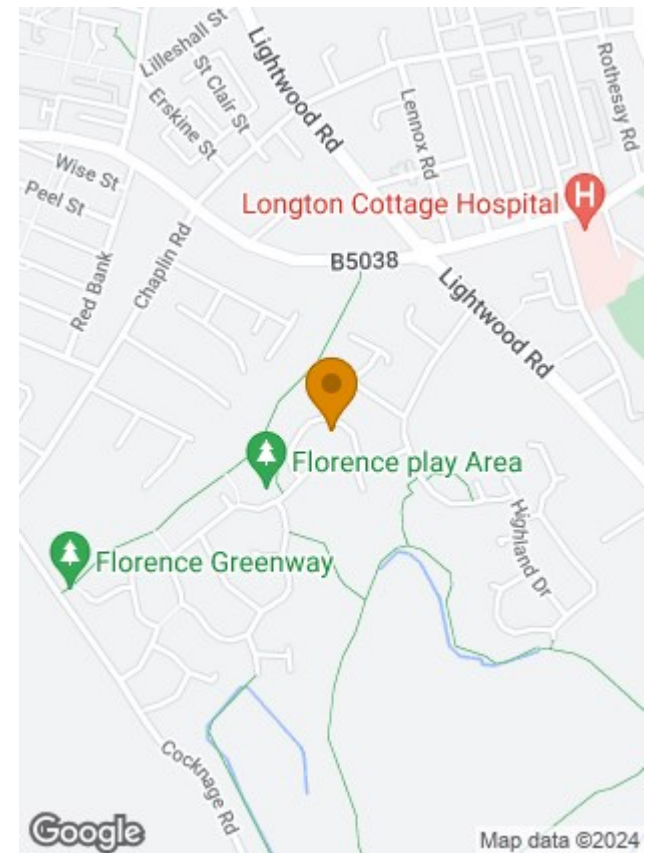 Lilleshall St
Lightwood Rd
St Clair St
Erskine St
Lennox Rd
Rothesay Rd
Wise St
Peel St
Longton Cottage Hospital
H
Chaplin Rd
Red Bank
B5038
Lightwood Rd
Florence play Area
Highland Dr
Florence Greenway
Cocknage Rd
Google
Map data ©2024